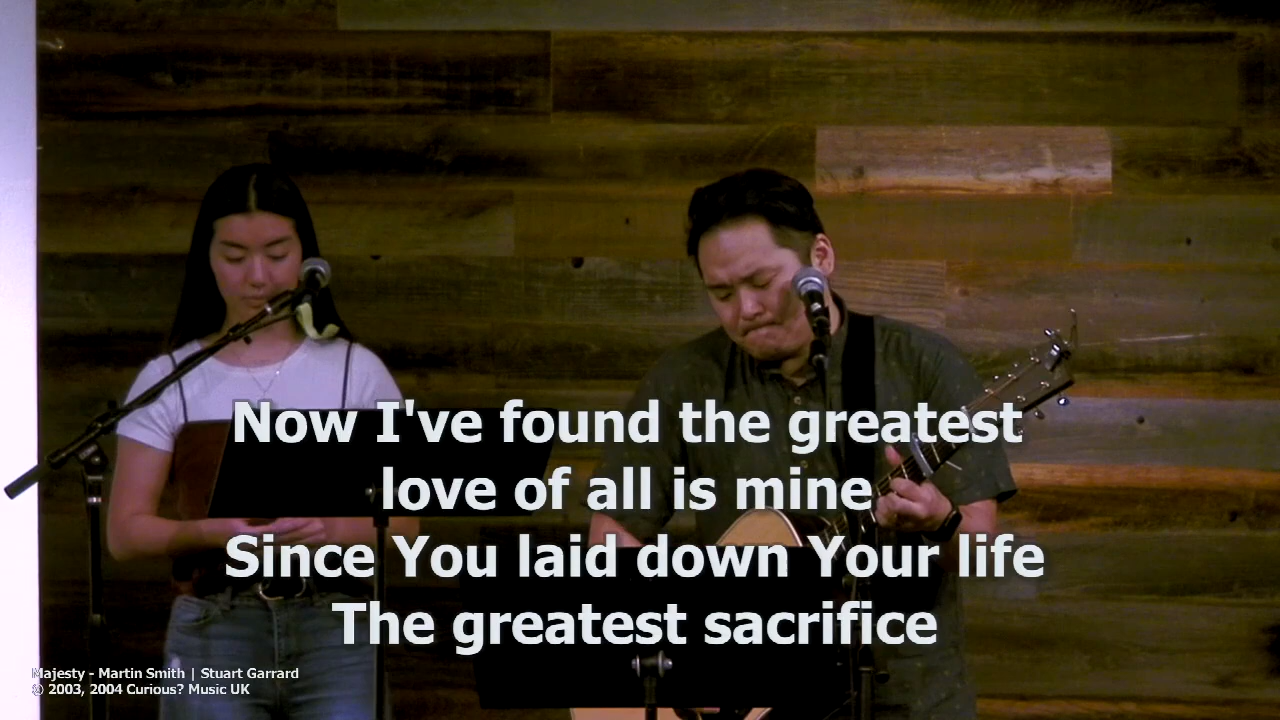 Now I've found the greatest
love of all is mine
Since You laid down Your life
The greatest sacrifice
Majesty - Martin Smith | Stuart Garrard
© 2003, 2004 Curious? Music UK